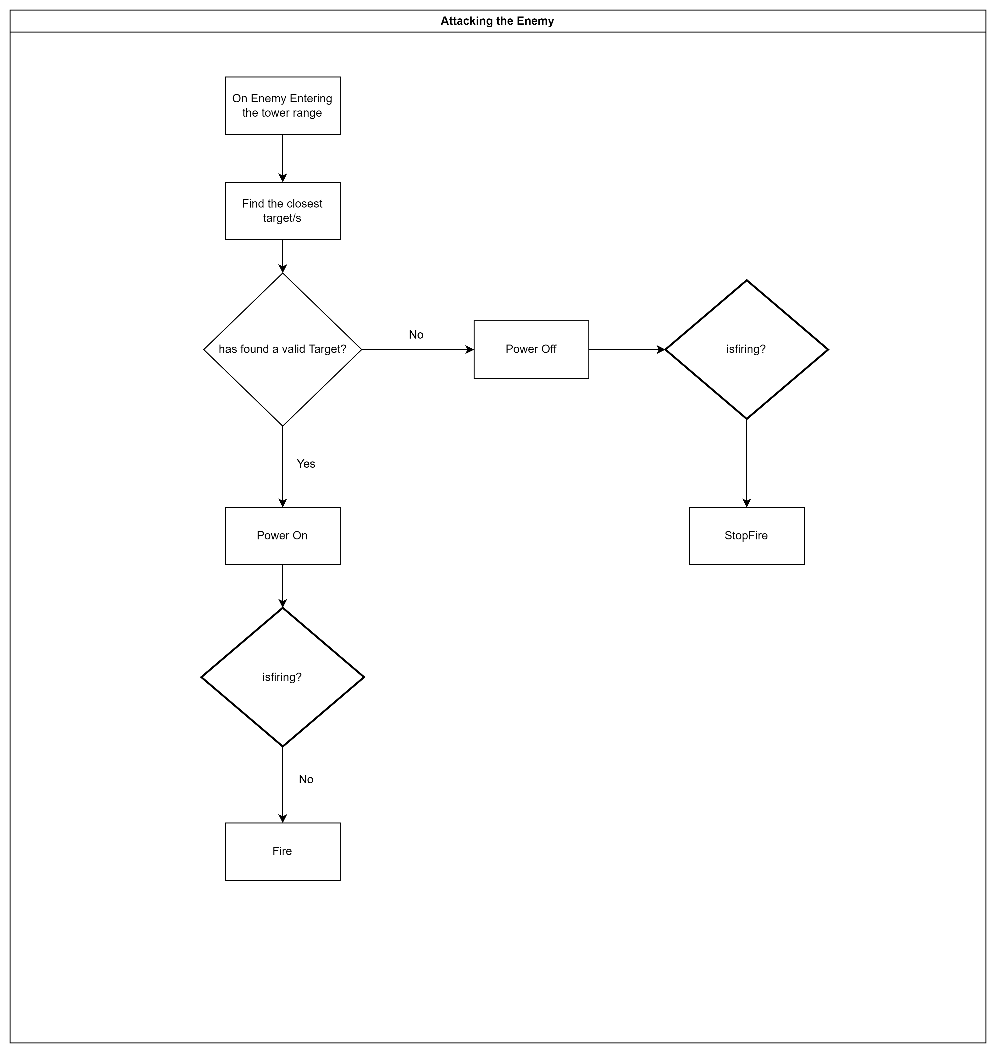 Attacking the Enemy
On Enemy Entering
the tower range
Find the closest
target/s
has found a valid Target?
No
Power Off
isfiring?
Yes
Power On
StopFire
isfiring?
No
Fire